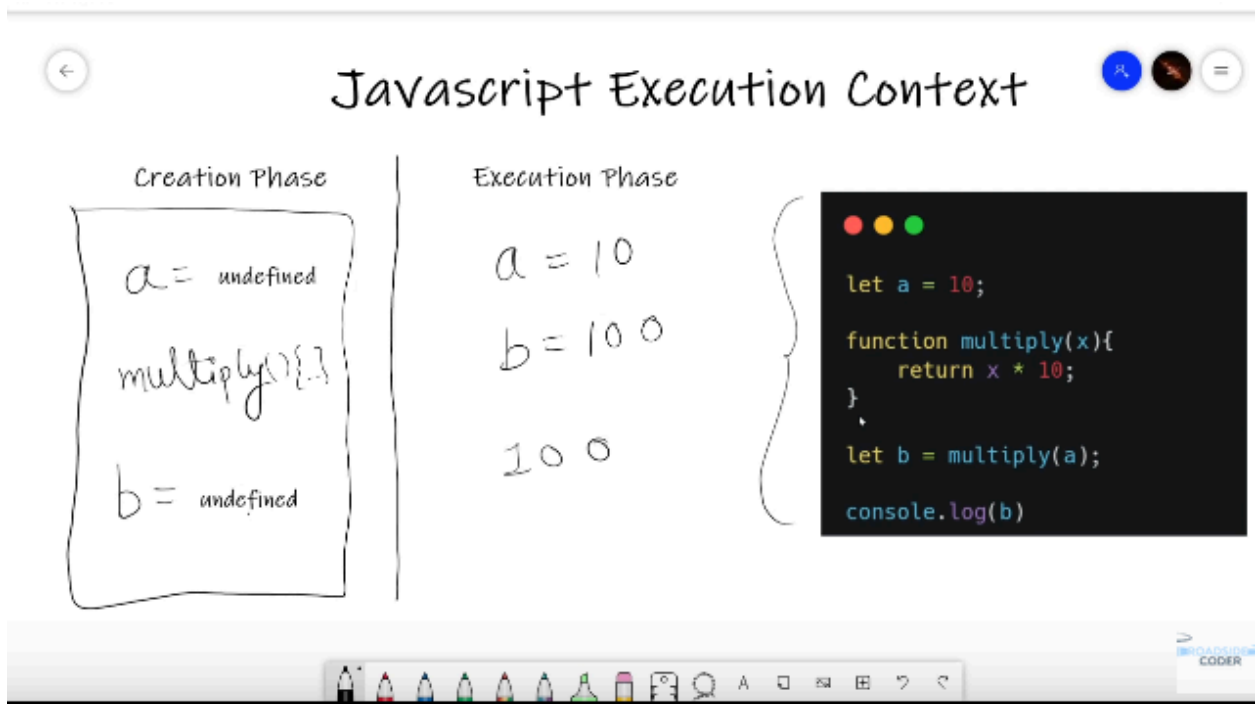 Javascript Execution Context
Creation Phase
a = undefined
multiply(){..}
b = undefined
Execution Phase
a = 10
b = 100
100
let a = 10;
function multiply(x){
    return x * 10;
}
let b = multiply(a);
console.log(b)
ROADSIDE
CODER
A